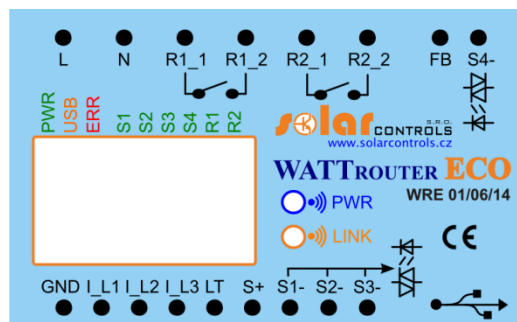 L N R1_1 R1_2 R2_1 R2_2 FB S4-
PWR
USB
ERR
S1
S2
S3
S4
R1
R2
solar
CONTROLS S.R.O.
www.solarcontrols.cz
WATTROUTER ECO
WRE 01/06/14
PWR
LINK
CE
GND I_L1 I_L2 I_L3 LT S+ S1- S2- S3-